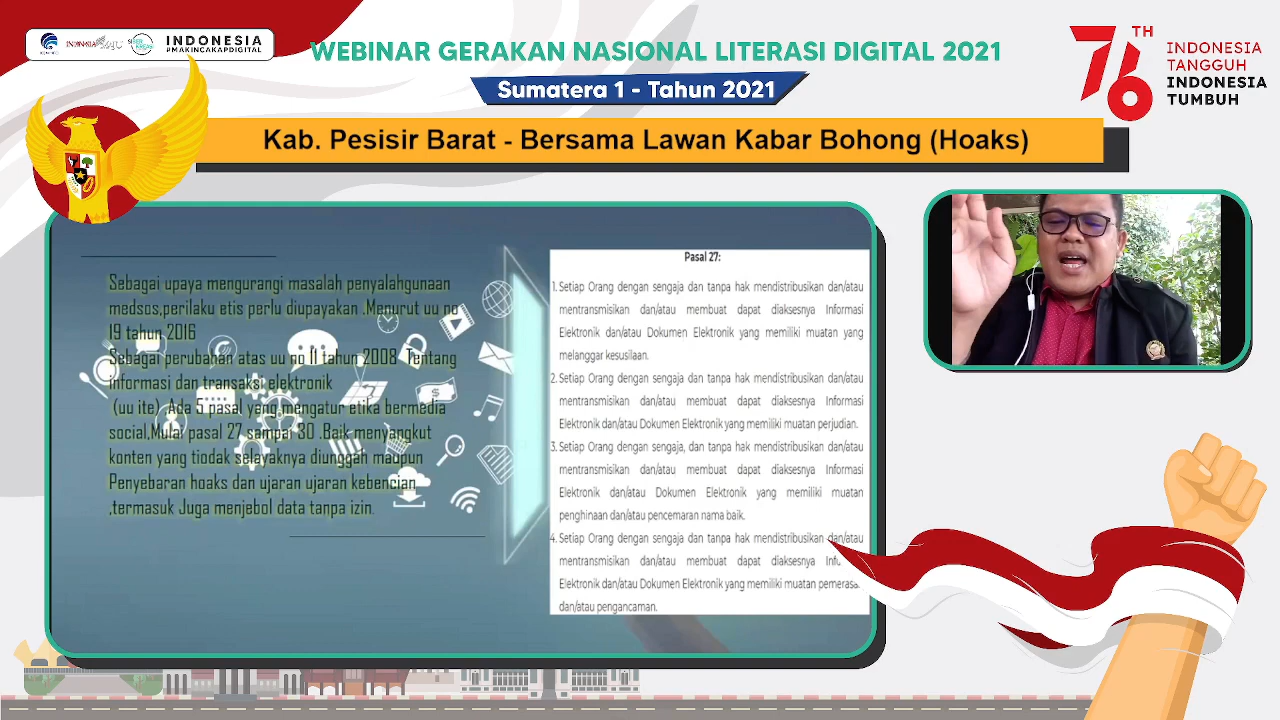 INDONESIA
#MAKINCAKAPDIGITAL
WEBINAR GERAKAN NASIONAL LITERASI DIGITAL 2021
Sumatera 1 - Tahun 2021
76
TH
INDONESIA
TANGGUH
INDONESIA
TUMBUH
Kab. Pesisir Barat - Bersama Lawan Kabar Bohong (Hoaks)
Sebagai upaya mengurangi masalah penyalahgunaan
medsos,perilaku etis perlu diupayakan .Menurut uu no
19 tahun 2016
Sebagai perubahan atas uu no 11 tahun 2008 Tentang
informasi dan transaksi elektronik
(uu ite) Ada 5 pasal yang mengatur etika bermedia
social,Mulai pasal 27 sampai 30 .Baik menyangkut
konten yang tiodak selayaknya diunggah maupun
Penyebaran hoaks dan ujaran ujaran kebencian
,termasuk Juga menjebol data tanpa izin
Pasal 27:
1. Setiap Orang dengan sengaja dan tanpa hak mendistribusikan dan/atau
mentransmisikan dan/atau membuat dapat diaksesnya Informasi
Elektronik dan/atau Dokumen Elektronik yang memiliki muatan yang
melanggar kesusilaan.
2. Setiap Orang dengan sengaja dan tanpa hak mendistribusikan dan/atau
mentransmisikan dan/atau membuat dapat diaksesnya Informasi
Elektronik dan/atau Dokumen Elektronik yang memiliki muatan perjudian.
3. Setiap Orang dengan sengaja, dan tanpa hak mendistribusikan dan/atau
mentransmisikan dan/atau membuat dapat diaksesnya Informasi
Elektronik dan/atau Dokumen Elektronik yang memiliki muatan
penghinaan dan/atau pencemaran nama baik.
4. Setiap Orang dengan sengaja dan tanpa hak mendistribusikan dan/atau
mentransmisikan dan/atau membuat dapat diaksesnya
Elektronik dan/atau Dokumen Elektronik yang memiliki muatan
dan/atau pengancaman.